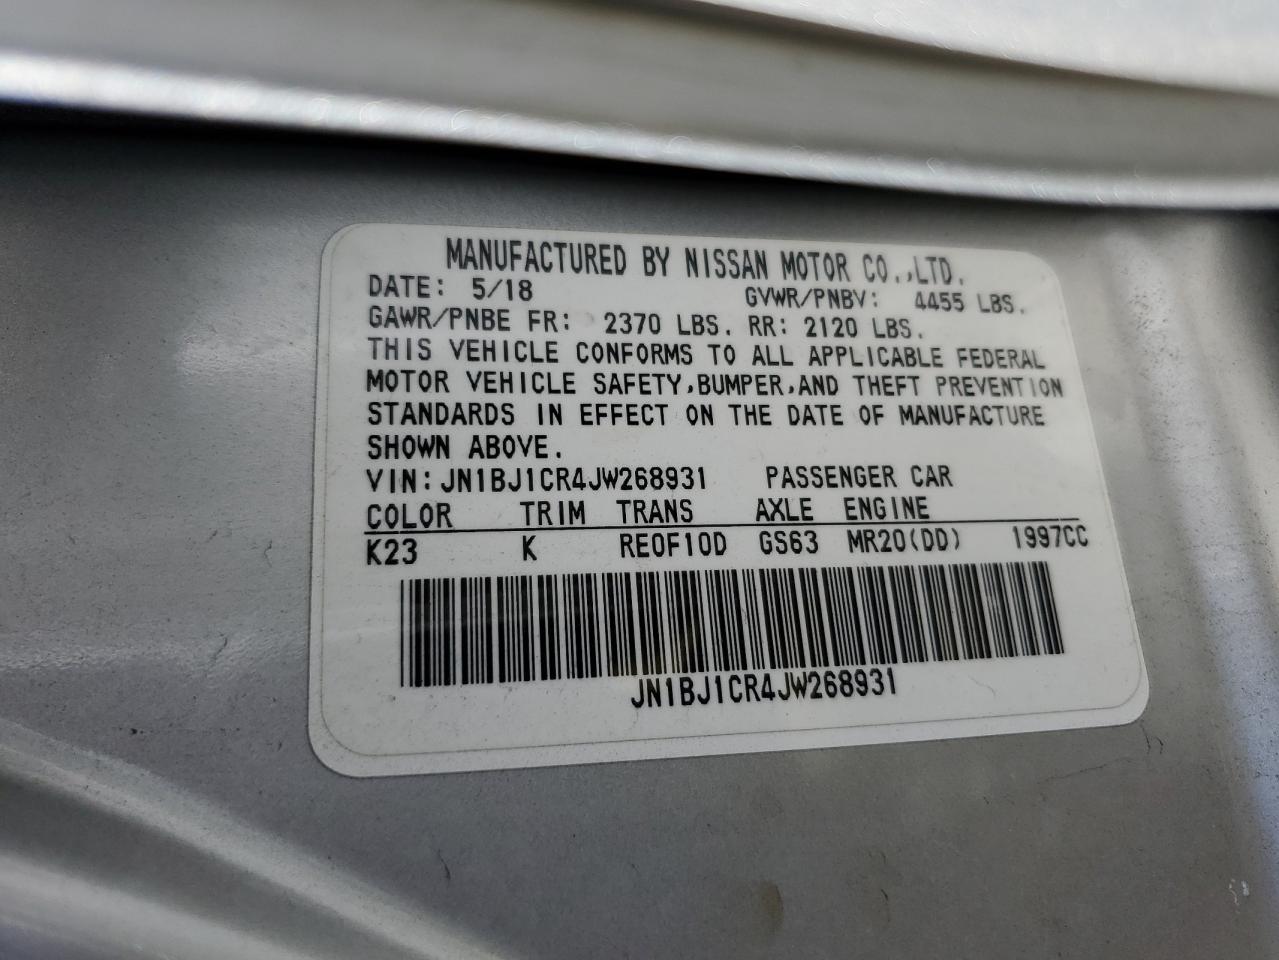 MANUFACTURED BY NISSAN MOTOR CO.,LTD.
DATE: 5/18 GVWR/PNBV: 4455 LBS.
GAWR/PNBE FR: 2370 LBS. RR: 2120 LBS.
THIS VEHICLE CONFORMS TO ALL APPLICABLE FEDERAL
MOTOR VEHICLE SAFETY,BUMPER,AND THEFT PREVENTION
STANDARDS IN EFFECT ON THE DATE OF MANUFACTURE
SHOWN ABOVE.
VIN:JN1BJ1CR4JW268931 PASSENGER CAR
COLOR TRIM TRANS AXLE ENGINE
K23 K RE0F10D GS63 MR20(DD) 1997CC
JN1BJ1CR4JW268931